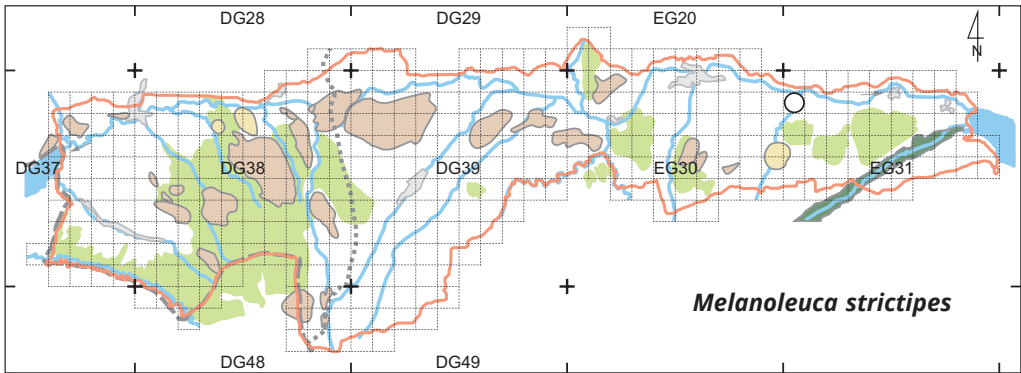 DG28 DG29 EG20
N
DG37 DG38 DG39 EG30 EG31
Melanoleuca strictipes
DG48 DG49